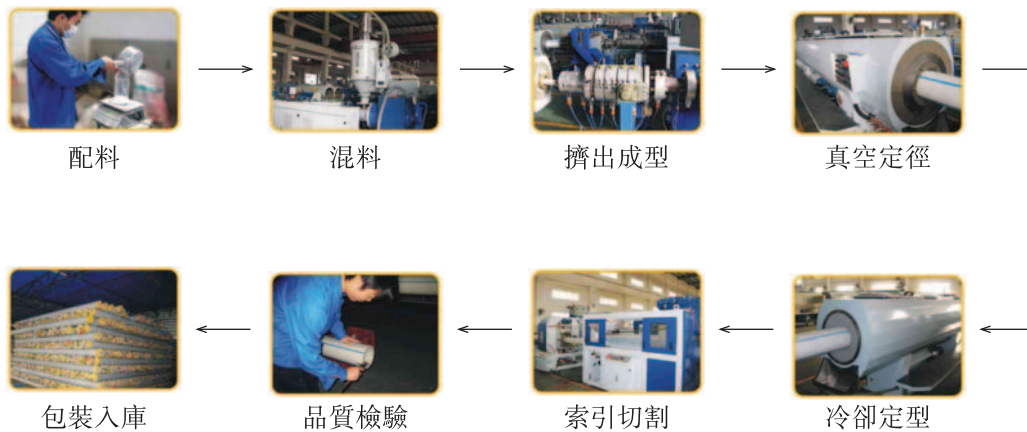 配料
混料
擠出成型
真空定徑
包裝入庫
品質檢驗
索引切割
冷卻定型